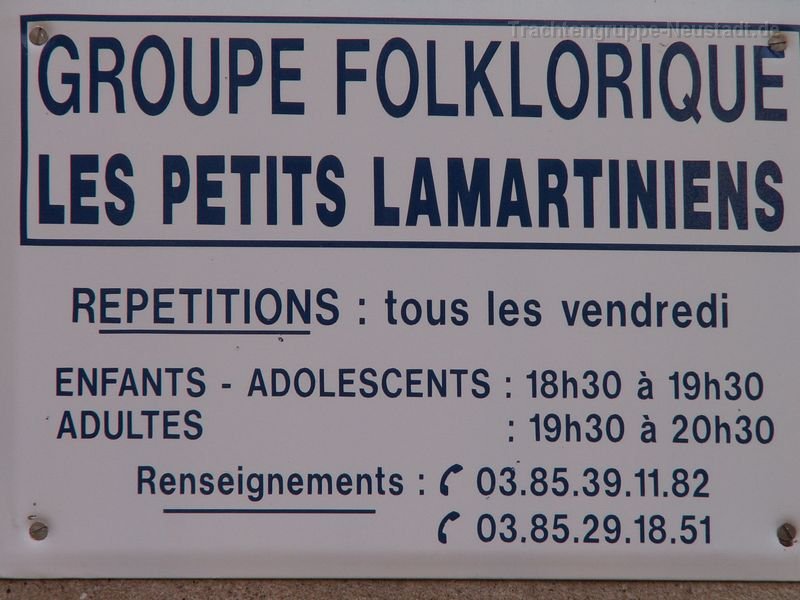 Trachtengruppe-Neustadt.de
GROUPE FOLKLORIQUE
LES PETITS LAMARTINIENS
REPETITIONS : tous les vendredi
ENFANTS - ADOLESCENTS : 18h30 à 19h30
ADULTES : 19h30 à 20h30
Renseignements : 03.85.39.11.82
03.85.29.18.51